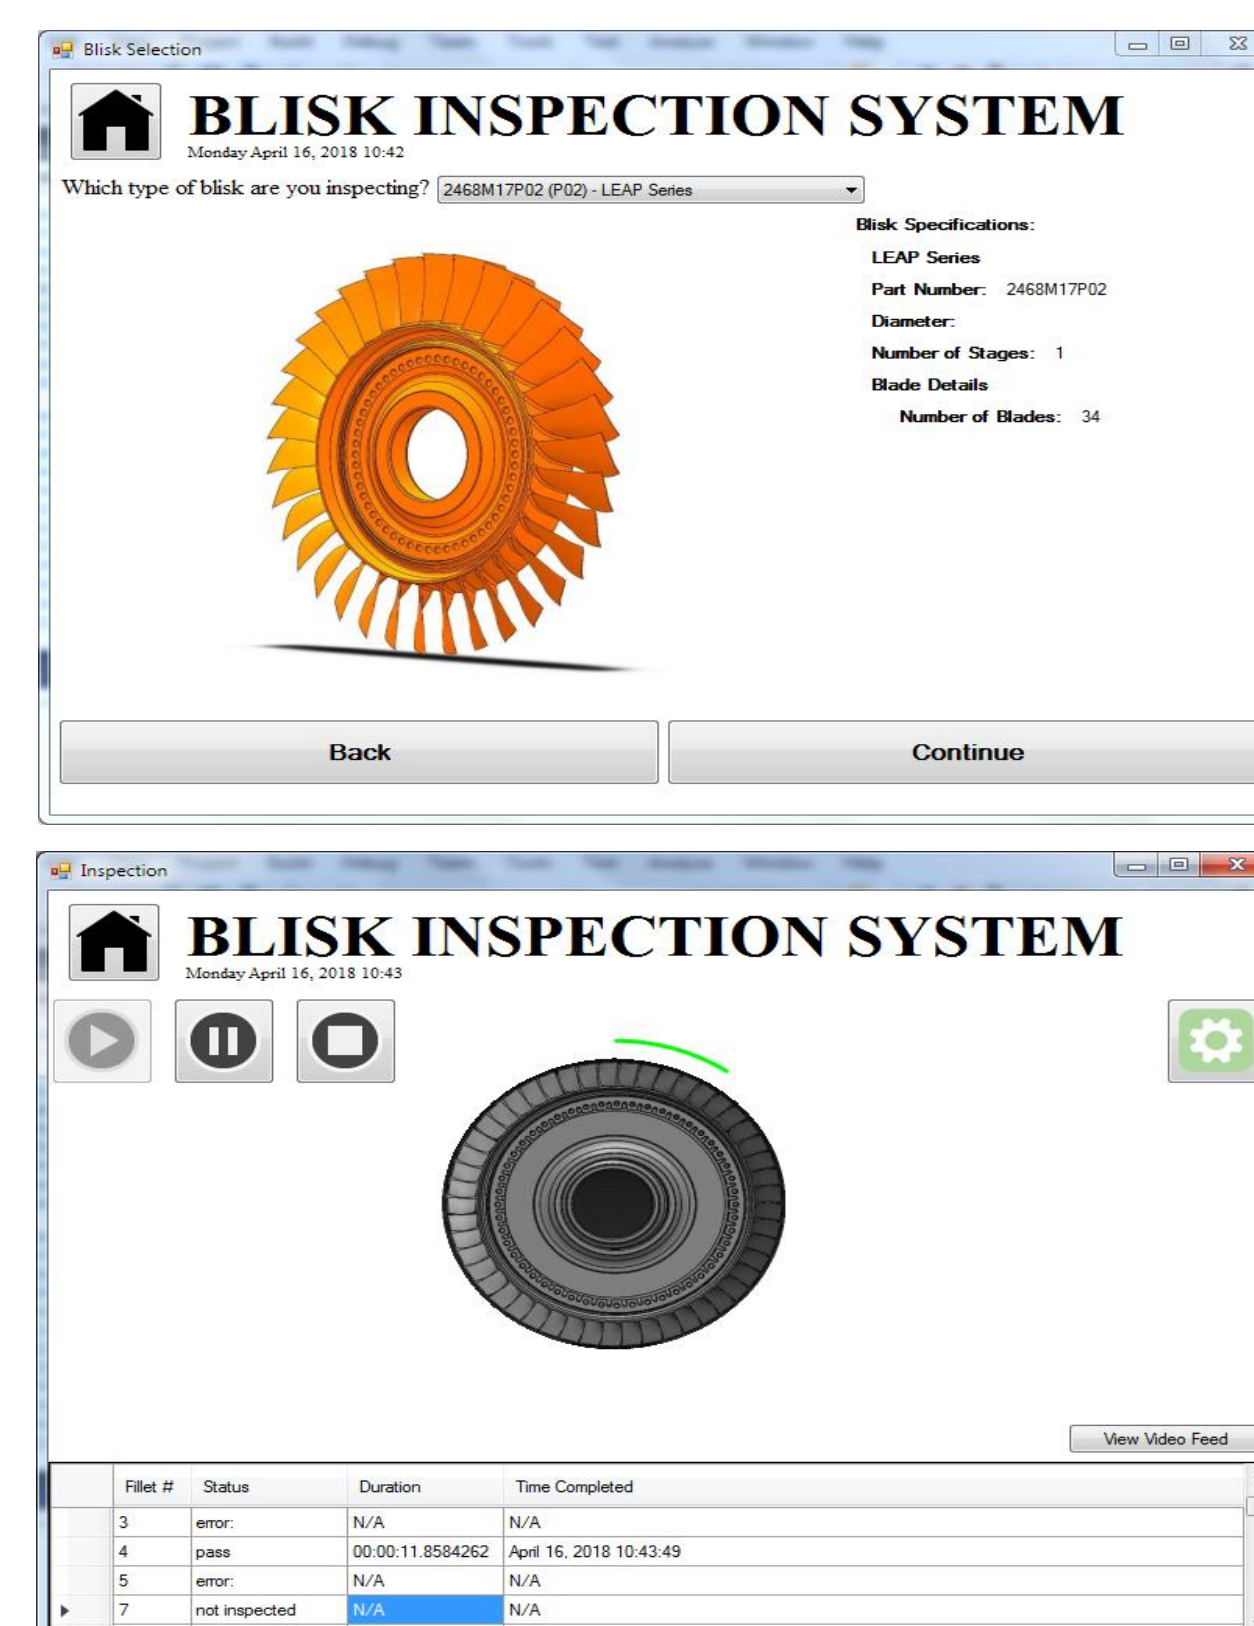 Blisk Selection
BLISK INSPECTION SYSTEM
Monday April 16, 2018 10:42
Which type of blisk are you inspecting? 2468M17P02 (P02) - LEAP Series
Blisk Specifications:
LEAP Series
Part Number: 2468M17P02
Diameter:
Number of Stages: 1
Blade Details
Number of Blades: 34
Back Continue
Inspection
BLISK INSPECTION SYSTEM
Monday April 16, 2018 10:43
View Video Feed
Fillet # Status Duration Time Completed
3 error: N/A N/A
4 pass 00:00:11.8584262 April 16, 2018 10:43:49
5 error: N/A N/A
7 not inspected N/A N/A